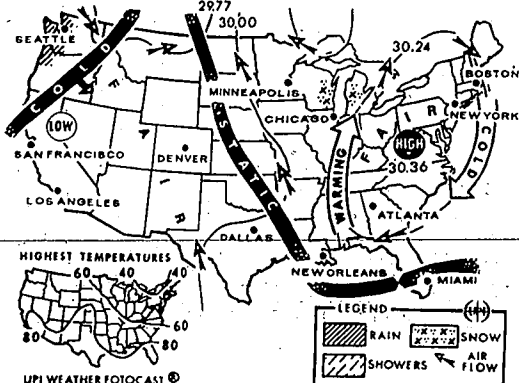 29.77
30.00
SEATTLE
COLD
FAIR
30.24
BOSTON
MINNEAPOLIS
CHICAGO
NEW YORK
LOW
FAIR
HIGH
30.36
COLD
SAN FRANCISCO
DENVER
STATIC
WARMING
LOS ANGELES
ATLANTA
DALLAS
NEW ORLEANS
MIAMI
HIGHEST TEMPERATURES
60 40 40
80 60
80
LEGEND
RAIN
SNOW
SHOWERS
AIR
FLOW
UPI WEATHER FOTOCAST ®